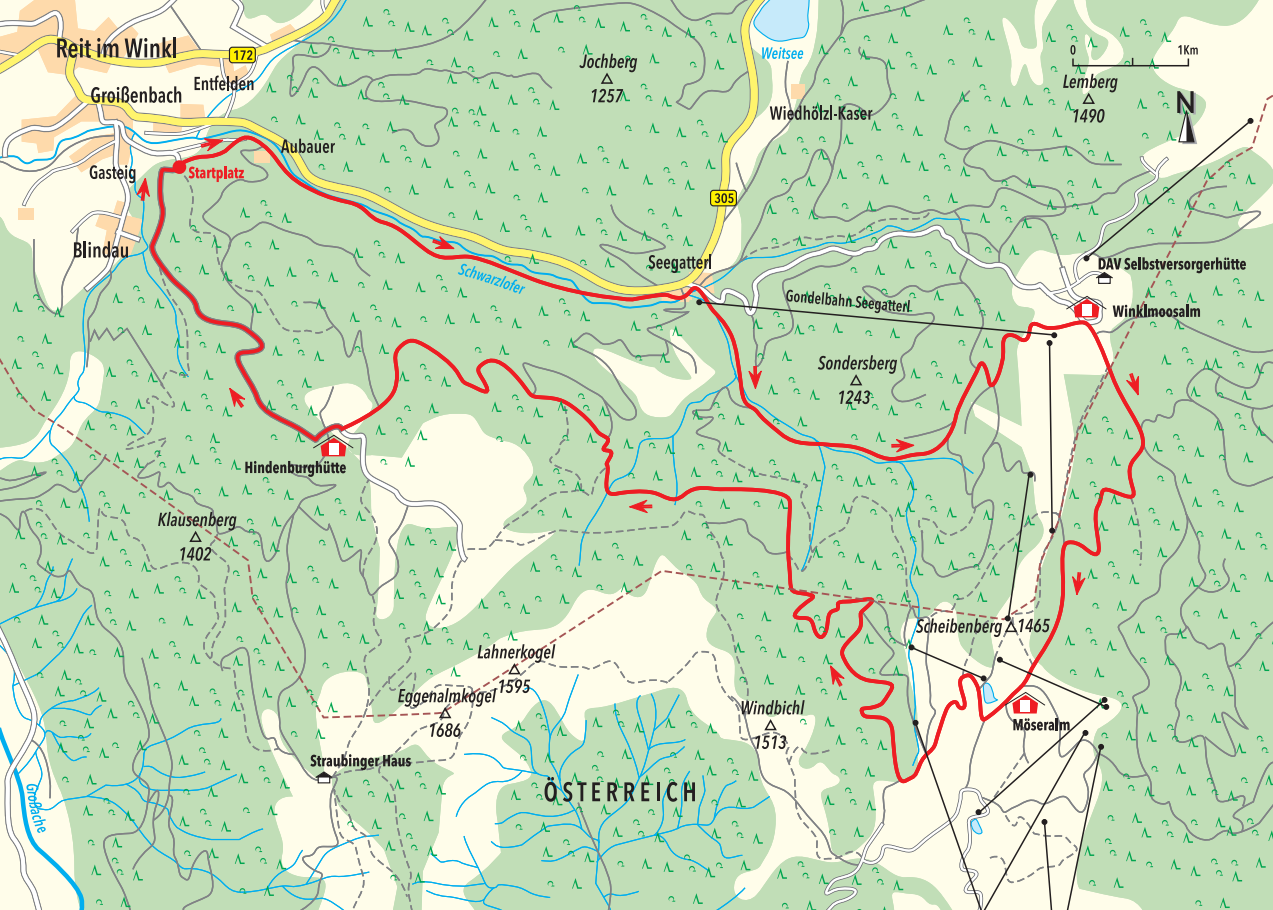 Reit im Winkl
172
Entfelden
Groißenbach
Aubauer
Gasteig
Startplatz
Blindau
Jochberg
1257
Weitsee
Wiedhölzl-Kaser
0 1Km
Lemberg
1490
N
305
Seegatterl
Schwarzlofer
Gondelbahn Seegatterl
DAV Selbstversorgerhütte
Winklmoosalm
Sondersberg
1243
Hindenburghütte
Klausenberg
1402
Scheibenberg 1465
Lahnerkogel
1595
Eggenalmkogel
1686
Windbichl
1513
Möseralm
Straubinger Haus
ÖSTERREICH
Großache